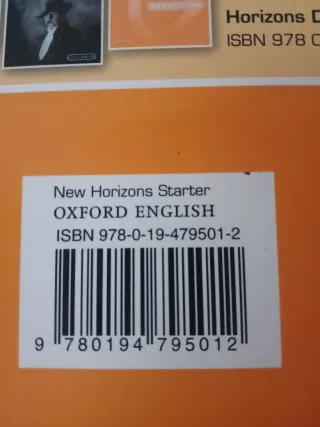 Horizons D
ISBN 978 0
New Horizons Starter
OXFORD ENGLISH
ISBN 978-0-19-479501-2
9 780194 795012